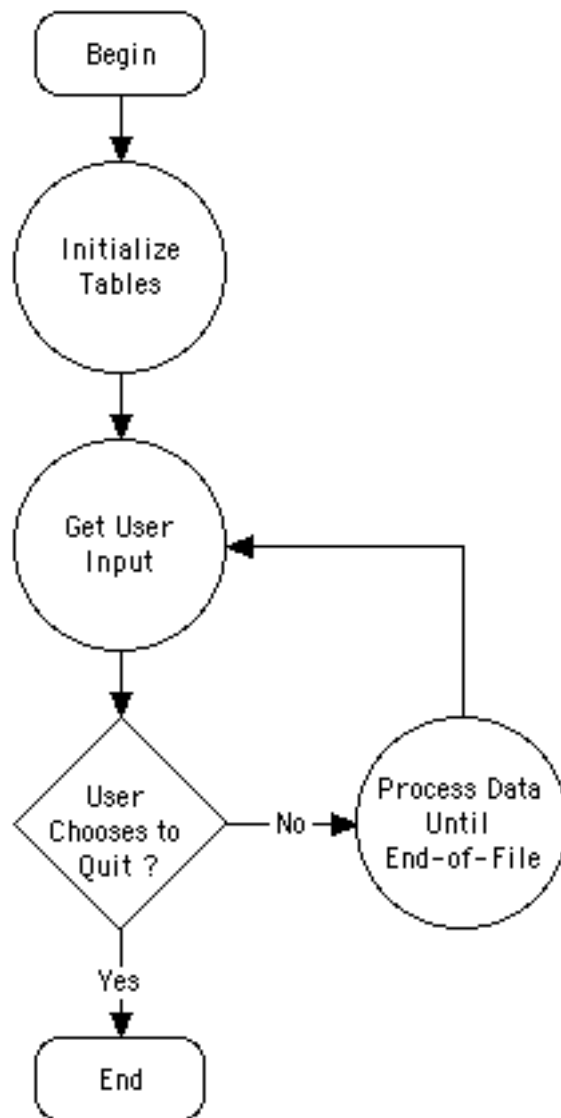 Begin
Initialize
Tables
Get User
Input
User
Chooses to
Quit ?
No
Process Data
Until
End-of-File
Yes
End